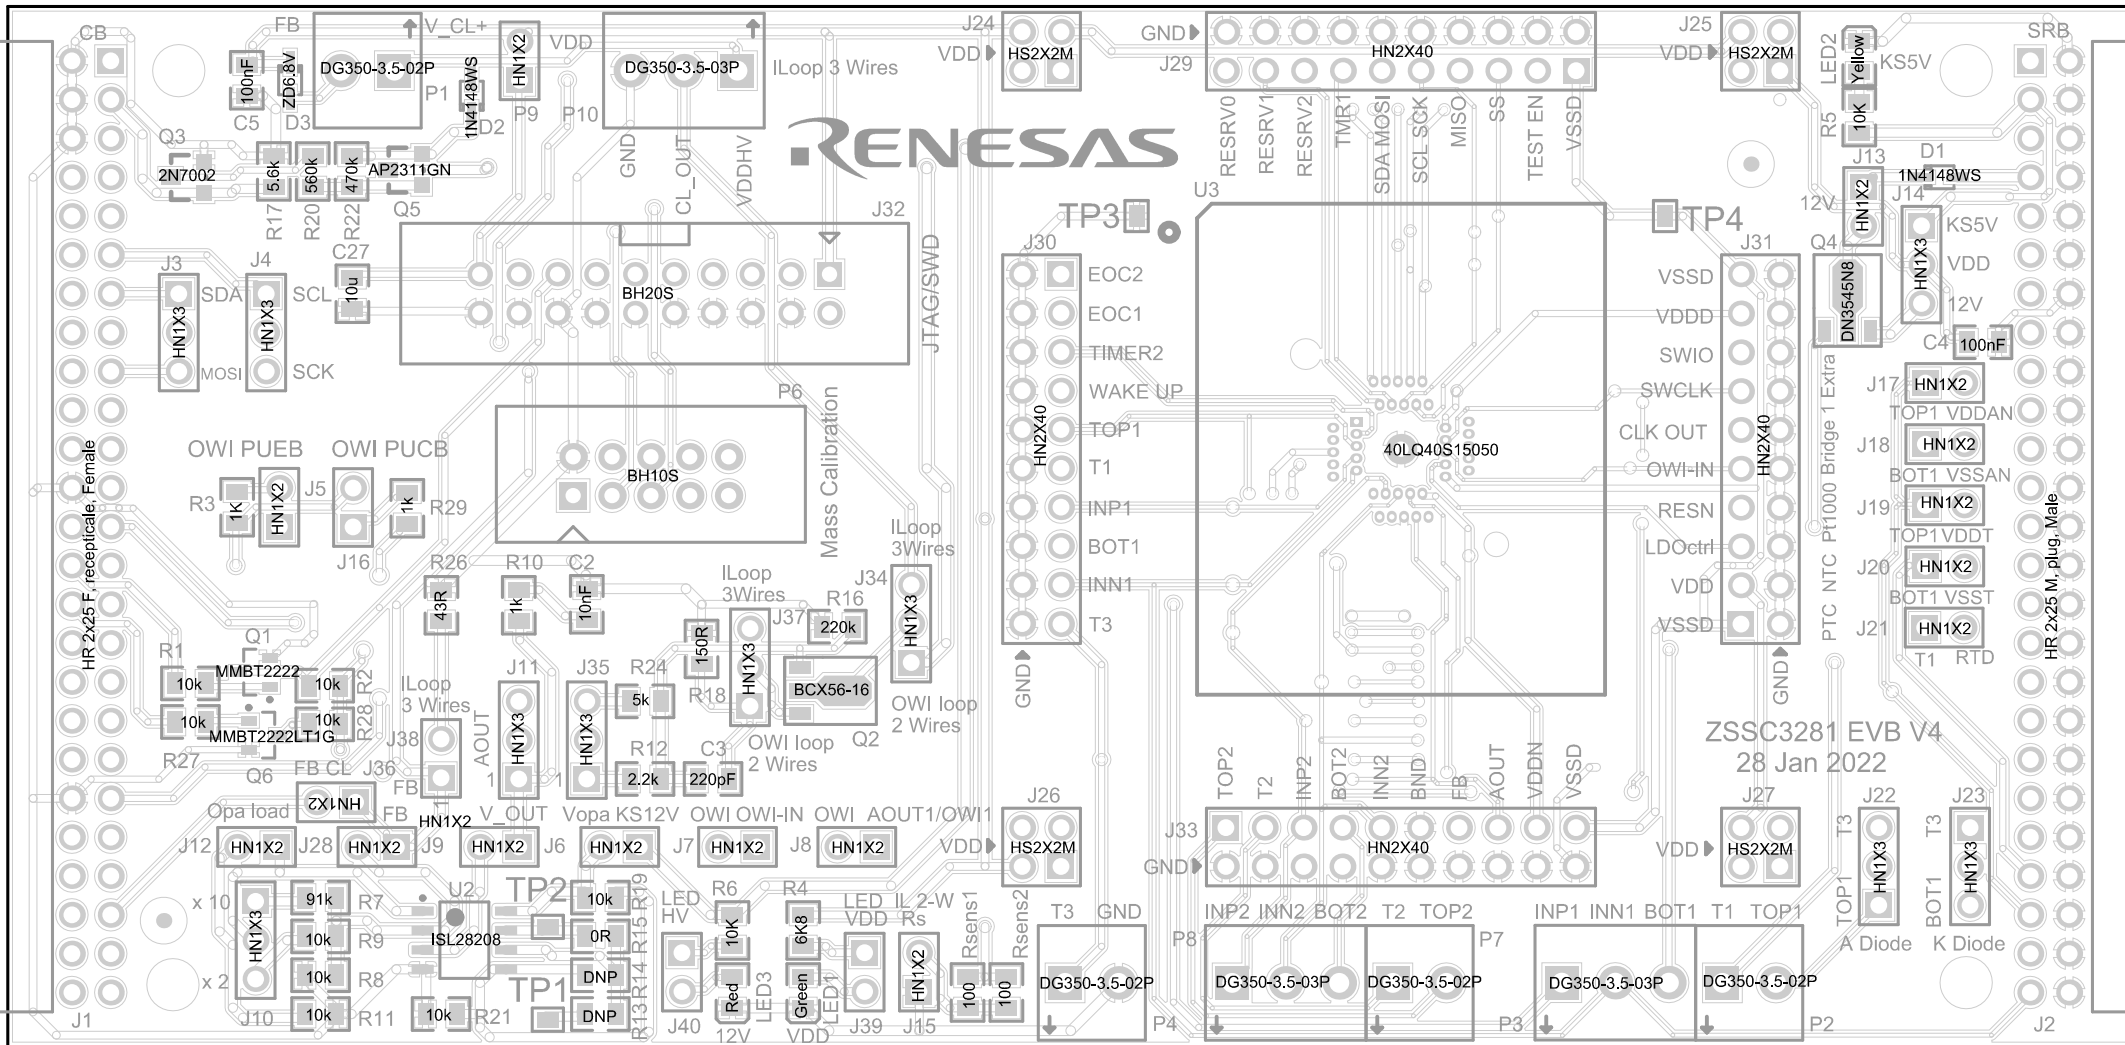 CB
FB
V_CL+
P1
100nF
C5
ZD6.8V
D3
DG350-3.5-02P
1N4148WS
D2
HN1X2
P9
VDD
P10
DG350-3.5-03P
ILoop 3 Wires
GND
CL_OUT
VDDHV
J24
VDD
HS2X2M
GND
J29
HN2X40
RESRV0
RESRV1
RESRV2
TMR1
SDA MOSI
SCL SCK
MISO
SS
TEST EN
VSSD
J25
VDD
HS2X2M
LED2
Yellow
KS5V
R5
10K
SRB
RENESAS
Q3
2N7002
5.6k
R17
560k
R20
470k
R22
AP2311GN
Q5
J13
HN1X2
12V
D1
1N4148WS
J14
HN1X3
KS5V
VDD
12V
Q4
DN3545N8
C4
100nF
U3
TP3
TP4
J32
BH20S
JTAG/SWD
C27
10u
J3
SDA
HN1X3
MOSI
J4
SCL
HN1X3
SCK
J30
EOC2
EOC1
TIMER2
WAKE UP
TOP1
T1
INP1
BOT1
INN1
T3
HN2X40
GND
40LQ40S15050
J31
VSSD
VDDD
SWIO
SWCLK
CLK OUT
OWI-IN
RESN
LDOctrl
VDD
VSSD
HN2X40
GND
PTC NTC Pt1000 Bridge 1 Extra
J17
HN1X2
TOP1 VDDAN
J18
HN1X2
BOT1 VSSAN
J19
HN1X2
TOP1 VDDT
J20
HN1X2
BOT1 VSST
J21
HN1X2
T1
RTD
P6
BH10S
Mass Calibration
HR 2x25 F, recepticale, Female
HR 2x25 M, plug, Male
OWI PUEB
OWI PUCB
R3
1K
HN1X2
J5
J16
1k
R29
R26
43R
R10
1k
C2
10nF
ILoop
3Wires
J37
HN1X3
150R
R18
R16
220k
ILoop
3Wires
J34
HN1X3
OWI loop
2 Wires
BCX56-16
Q2
OWI loop
2 Wires
R1
10k
Q1
MMBT2222
10k
R2
10k
R27
MMBT2222LT1G
10k
R28
Q6
ILoop
3 Wires
J38
FB
J36
HN1X2
J11
AOUT
HN1X3
1
J35
HN1X3
1
R24
5k
R12
2.2k
C3
220pF
ZSSC3281 EVB V4
28 Jan 2022
FB CL
HN1X2
Opa load
J12
HN1X2
J28
FB
HN1X2
J9
V_OUT
HN1X2
J6
Vopa KS12V
HN1X2
J7
OWI OWI-IN
HN1X2
J8
OWI AOUT1/OWI1
HN1X2
J26
VDD
HS2X2M
TOP2
T2
INP2
BOT2
INN2
BND
FB
AOUT
VDDN
VSSD
J33
GND
HN2X40
J27
VDD
HS2X2M
J22
T3
TOP1
HN1X3
A Diode
J23
T3
BOT1
HN1X3
K Diode
x 10
HN1X3
x 2
J10
91k
R7
10k
R9
10k
R8
10k
R11
U2
ISL28208
10k
R21
TP2
TP1
10k
R19
0R
R15
DNP
R14
DNP
R13
LED
HV
J40
R6
10K
Red
LED3
12V
R4
6K8
Green
LED1
VDD
LED
VDD
J39
IL 2-W
Rs
HN1X2
J15
Rsens1
100
Rsens2
100
T3
GND
DG350-3.5-02P
P4
INP2
INN2
BOT2
P8
DG350-3.5-03P
T2
TOP2
P7
DG350-3.5-02P
INP1
INN1
BOT1
P3
DG350-3.5-03P
T1
TOP1
DG350-3.5-02P
P2
J1
J2